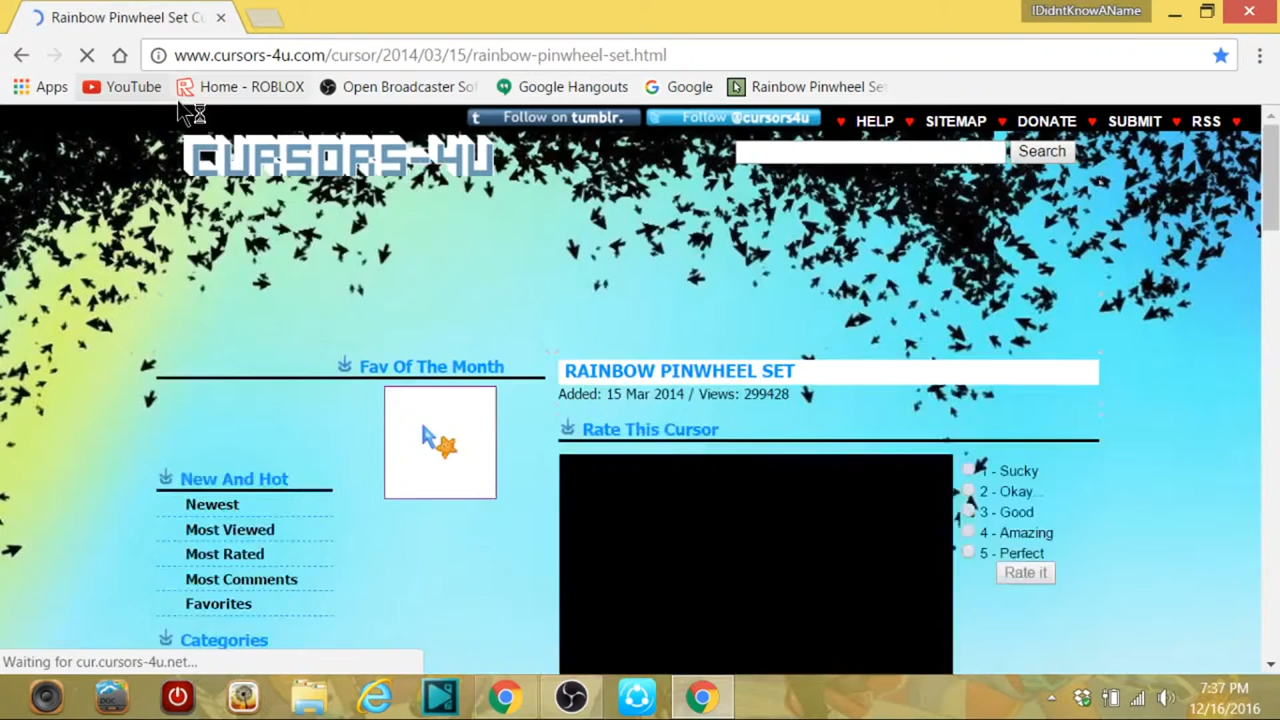 Rainbow Pinwheel Set Cu
IDidntKnowAName
www.cursors-4u.com/cursor/2014/03/15/rainbow-pinwheel-set.html
Apps YouTube Home - ROBLOX Open Broadcaster Sof Google Hangouts Google Rainbow Pinwheel Set
Follow on tumblr. Follow @cursors4u HELP SITEMAP DONATE SUBMIT RSS
CURSORS-4U
Search
Fav Of The Month
RAINBOW PINWHEEL SET
Added: 15 Mar 2014 / Views: 299428
Rate This Cursor
1 - Sucky
2 - Okay...
3 - Good
4 - Amazing
5 - Perfect
Rate it
New And Hot
Newest
Most Viewed
Most Rated
Most Comments
Favorites
Categories
Waiting for cur.cursors-4u.net...
DOC
7:37 PM
12/16/2016